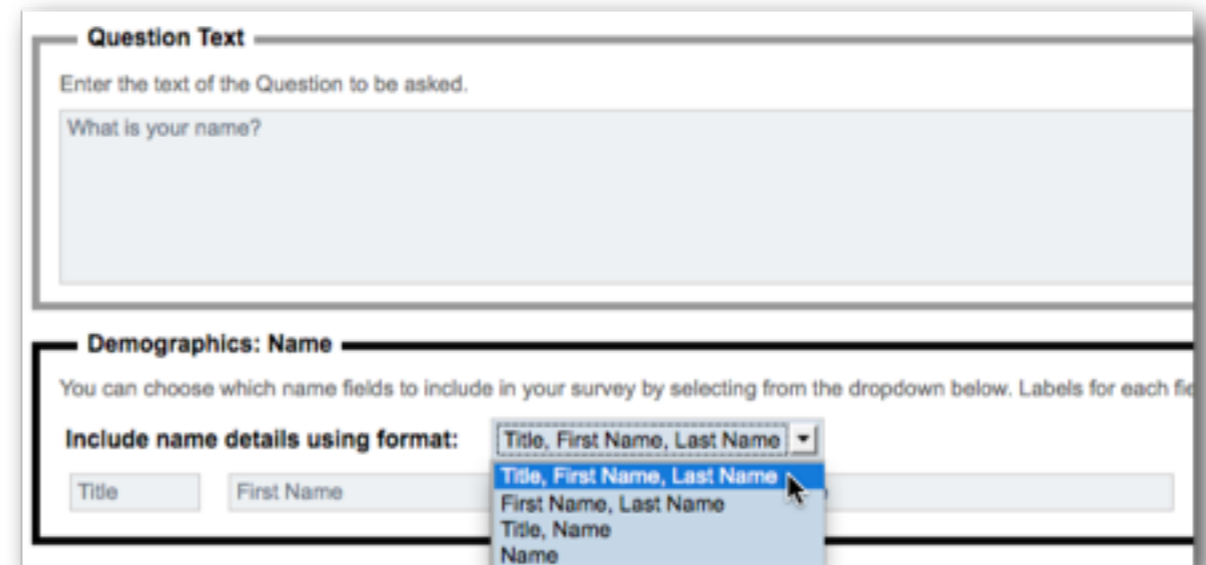 Question Text
Enter the text of the Question to be asked.
What is your name?
Demographics: Name
You can choose which name fields to include in your survey by selecting from the dropdown below. Labels for each
Include name details using format: Title, First Name, Last Name
Title First Name
Title, First Name, Last Name
First Name, Last Name
Title, Name
Name